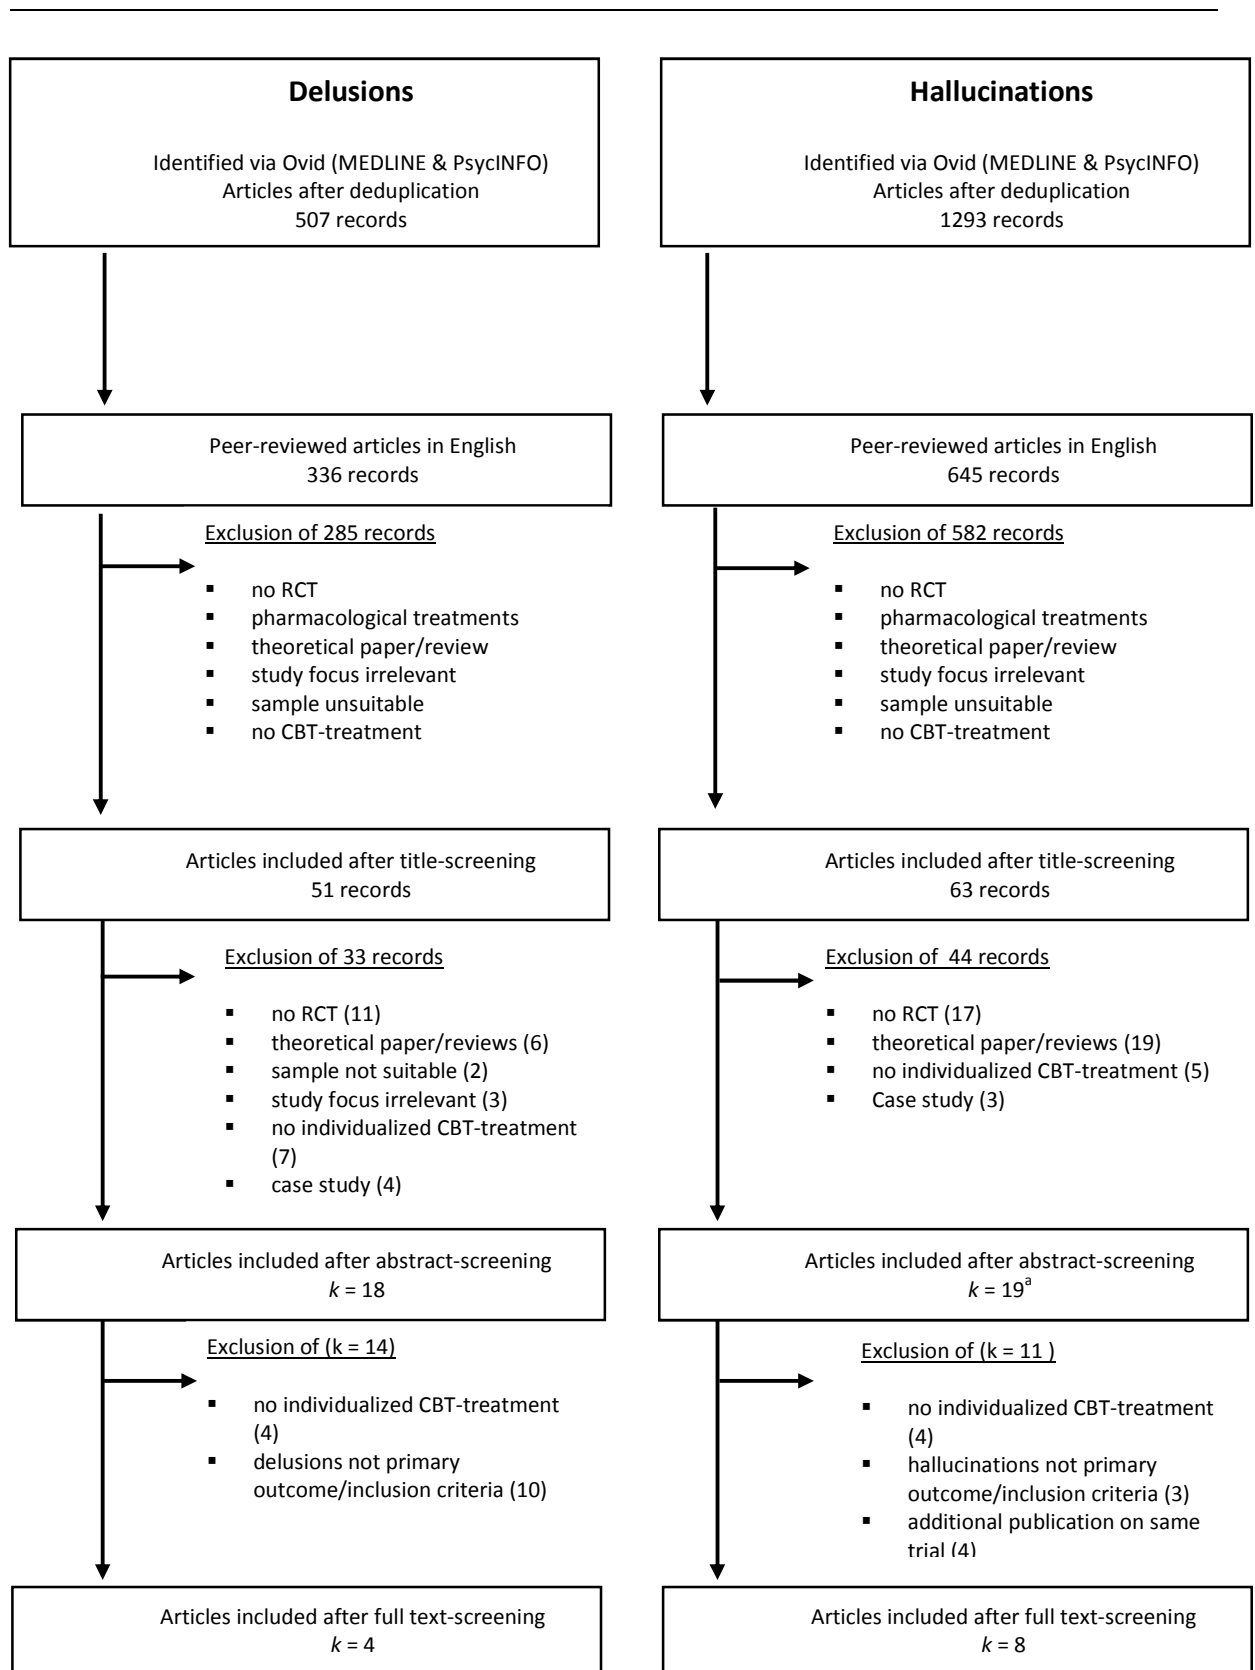 Delusions
Identified via Ovid (MEDLINE & PsycINFO)
Articles after deduplication
507 records
Peer-reviewed articles in English
336 records
Exclusion of 285 records
▪ no RCT
▪ pharmacological treatments
▪ theoretical paper/review
▪ study focus irrelevant
▪ sample unsuitable
▪ no CBT-treatment
Articles included after title-screening
51 records
Exclusion of 33 records
▪ no RCT (11)
▪ theoretical paper/reviews (6)
▪ sample not suitable (2)
▪ study focus irrelevant (3)
▪ no individualized CBT-treatment
(7)
▪ case study (4)
Articles included after abstract-screening
k = 18
Exclusion of (k = 14)
▪ no individualized CBT-treatment
(4)
▪ delusions not primary
outcome/inclusion criteria (10)
Articles included after full text-screening
k = 4
Hallucinations
Identified via Ovid (MEDLINE & PsycINFO)
Articles after deduplication
1293 records
Peer-reviewed articles in English
645 records
Exclusion of 582 records
▪ no RCT
▪ pharmacological treatments
▪ theoretical paper/review
▪ study focus irrelevant
▪ sample unsuitable
▪ no CBT-treatment
Articles included after title-screening
63 records
Exclusion of  44 records
▪ no RCT (17)
▪ theoretical paper/reviews (19)
▪ no individualized CBT-treatment (5)
▪ Case study (3)
Articles included after abstract-screening
k = 19ª
Exclusion of (k = 11 )
▪ no individualized CBT-treatment
(4)
▪ hallucinations not primary
outcome/inclusion criteria (3)
▪ additional publication on same
trial (4)
Articles included after full text-screening
k = 8